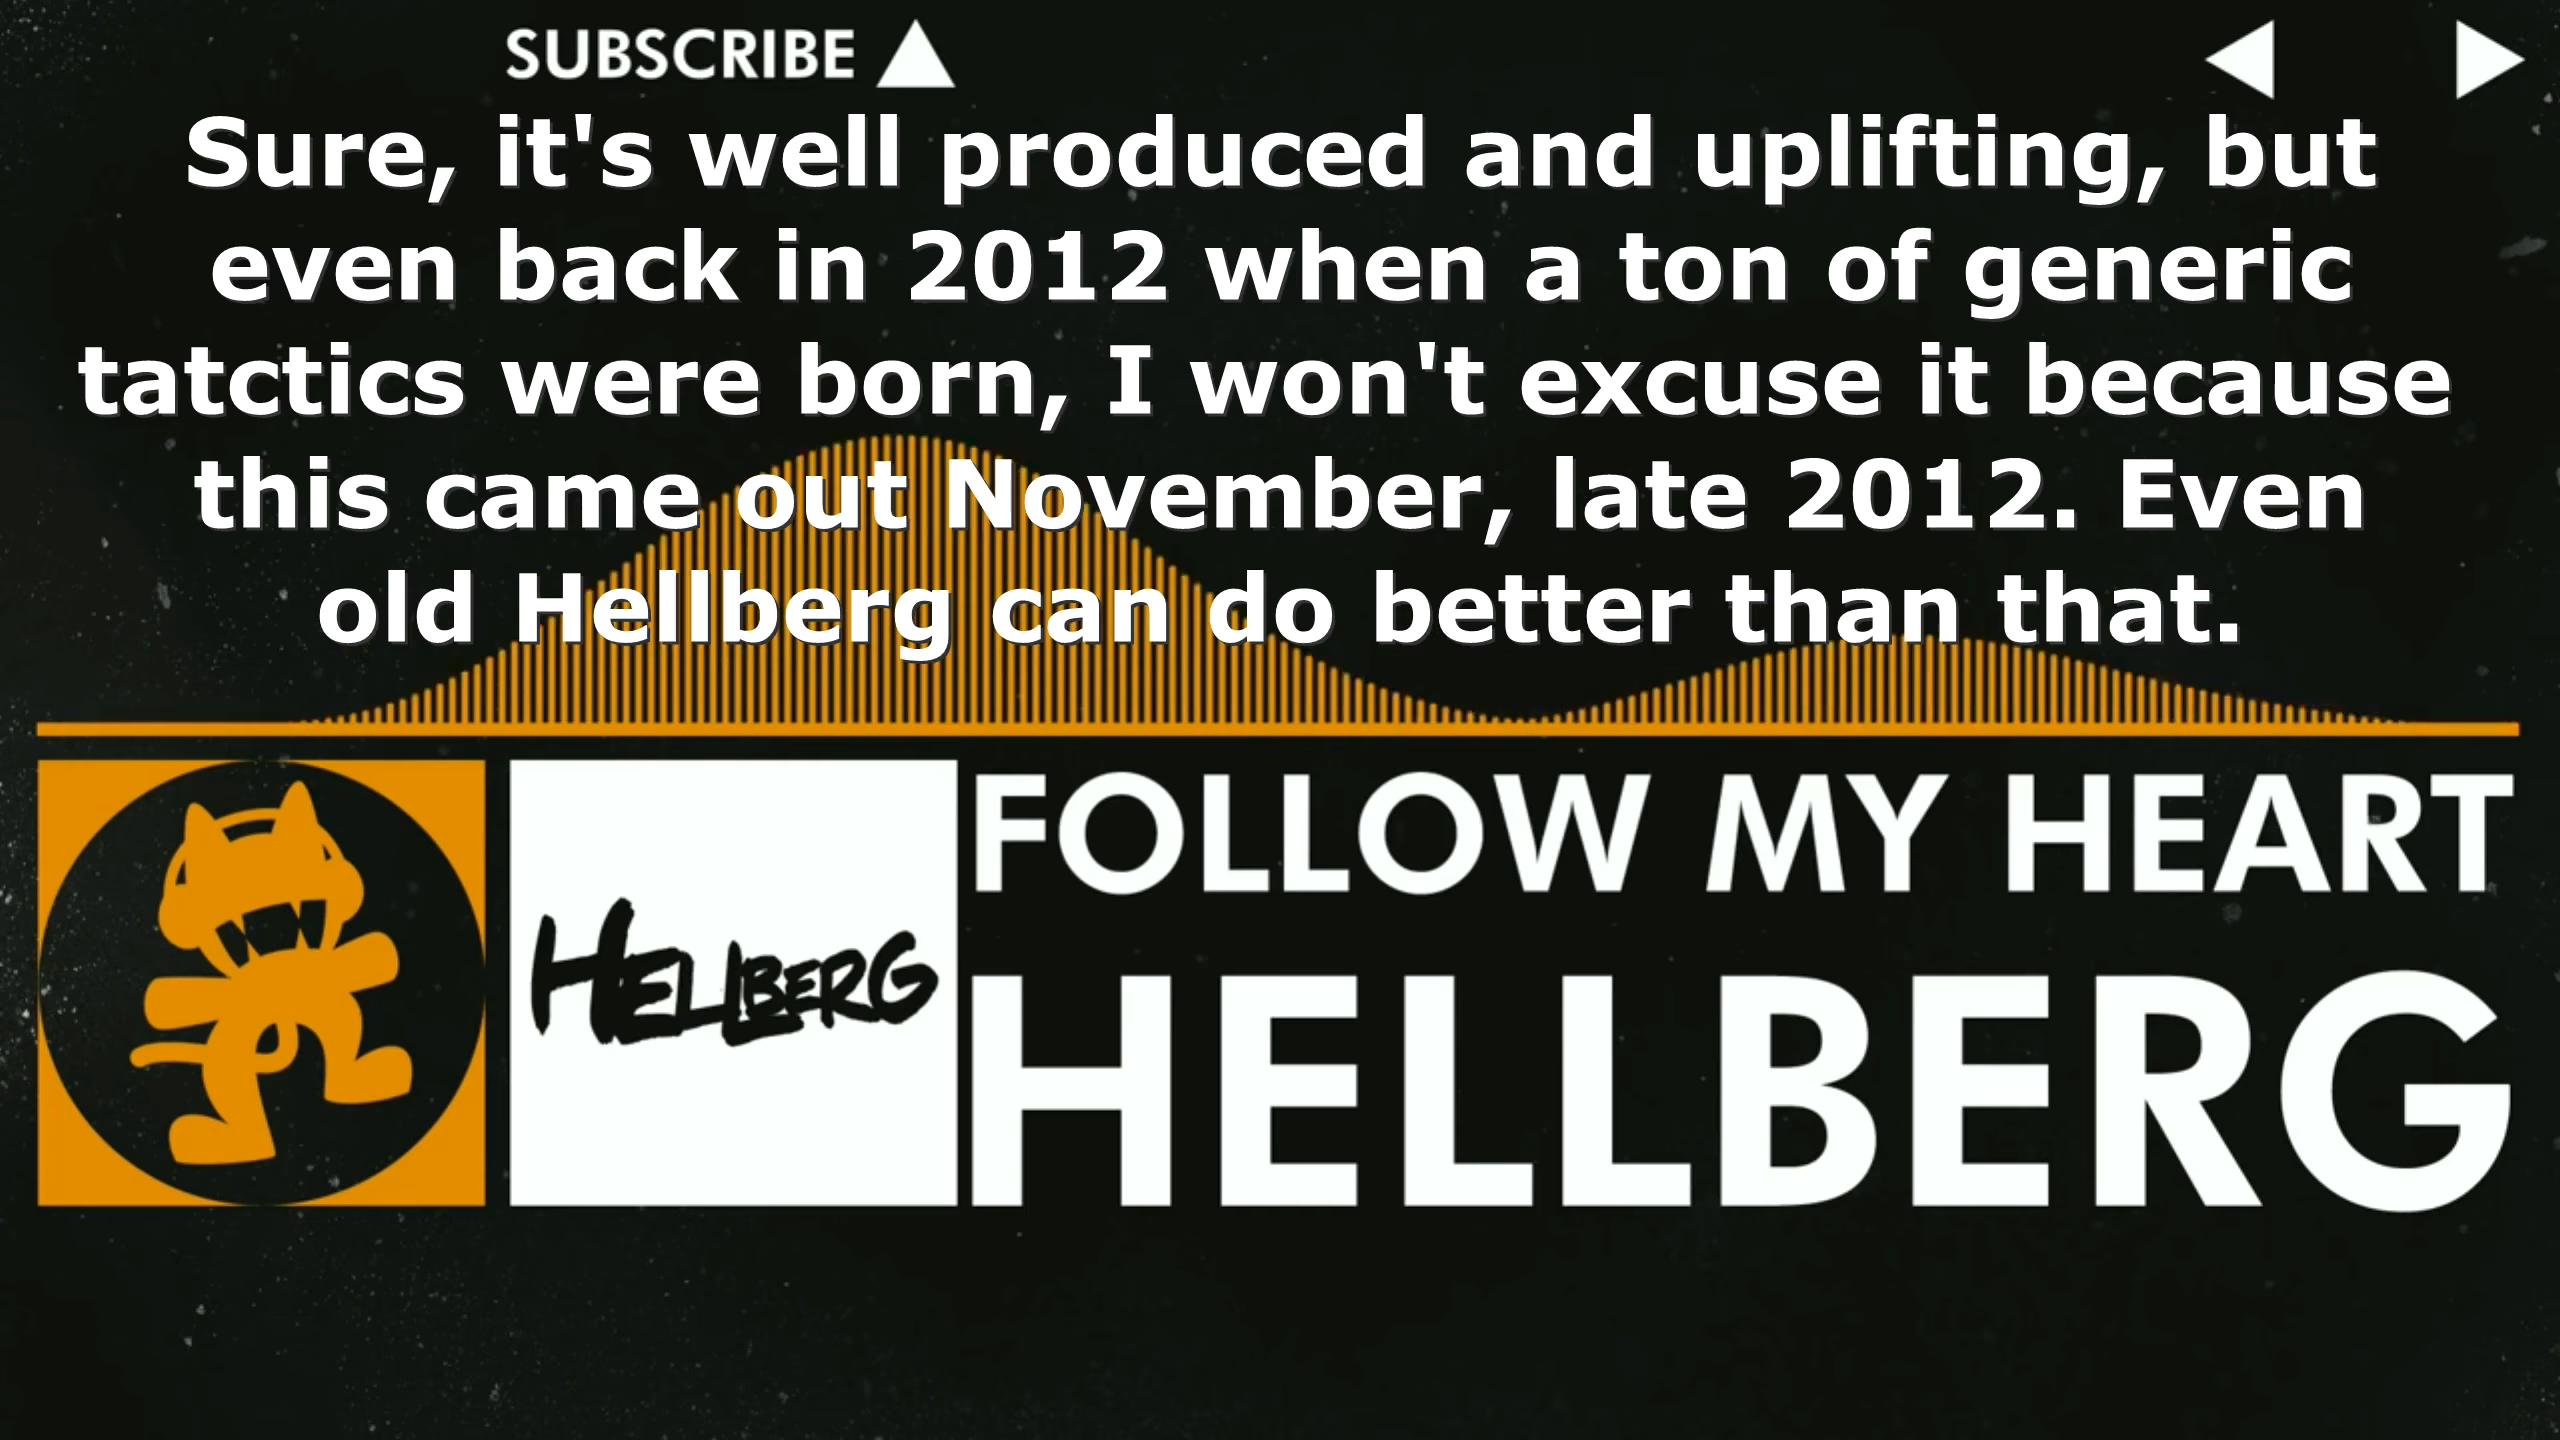 SUBSCRIBE
Sure, it's well produced and uplifting, but
even back in 2012 when a ton of generic
tatctics were born, I won't excuse it because
this came out November, late 2012. Even
old Hellberg can do better than that.
FOLLOW MY HEART
HELLBERG
HELLBERG